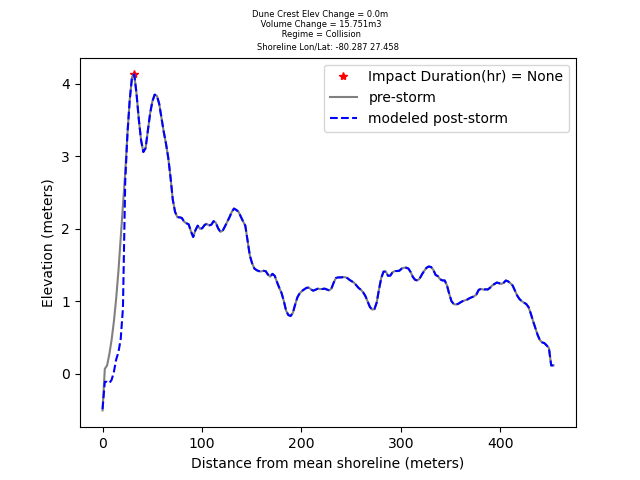 Dune Crest Elev Change = 0.0m
Volume Change = 15.751m3
Regime = Collision
Shoreline Lon/Lat: -80.287 27.458
Impact Duration(hr) = None
pre-storm
modeled post-storm
4
3
2
1
0
Elevation (meters)
0 100 200 300 400
Distance from mean shoreline (meters)